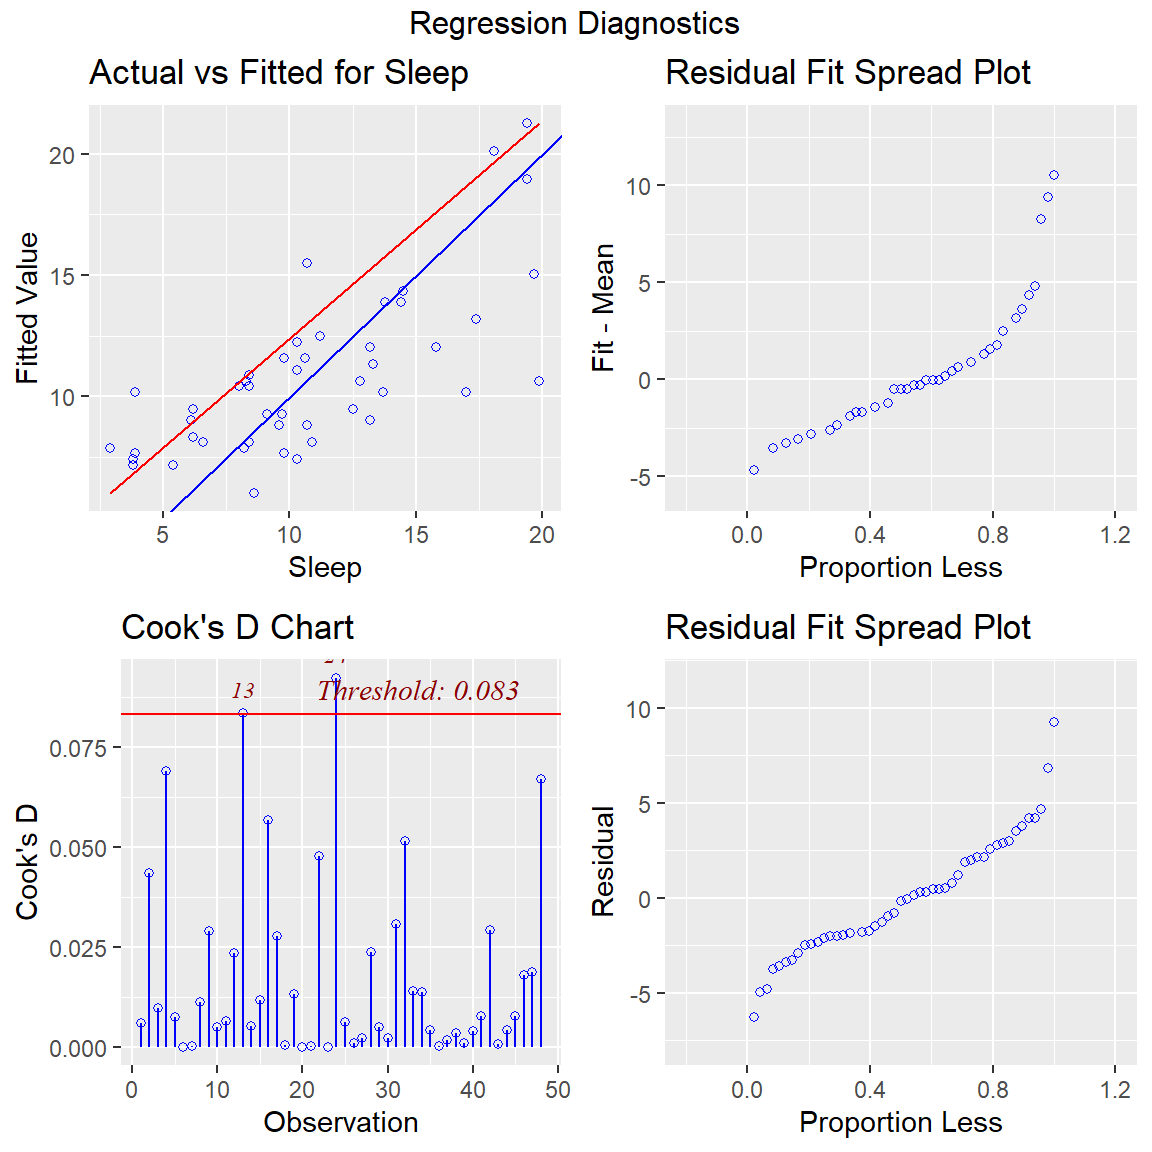 Regression Diagnostics
Actual vs Fitted for Sleep
Fitted Value
20
15
10
5
10
15
20
Sleep
Residual Fit Spread Plot
Fit - Mean
10
5
0
-5
0.0
0.4
0.8
1.2
Proportion Less
Cook's D Chart
Cook's D
13
Threshold: 0.083
0.075
0.050
0.025
0.000
0
10
20
30
40
50
Observation
Residual Fit Spread Plot
Residual
10
5
0
-5
0.0
0.4
0.8
1.2
Proportion Less